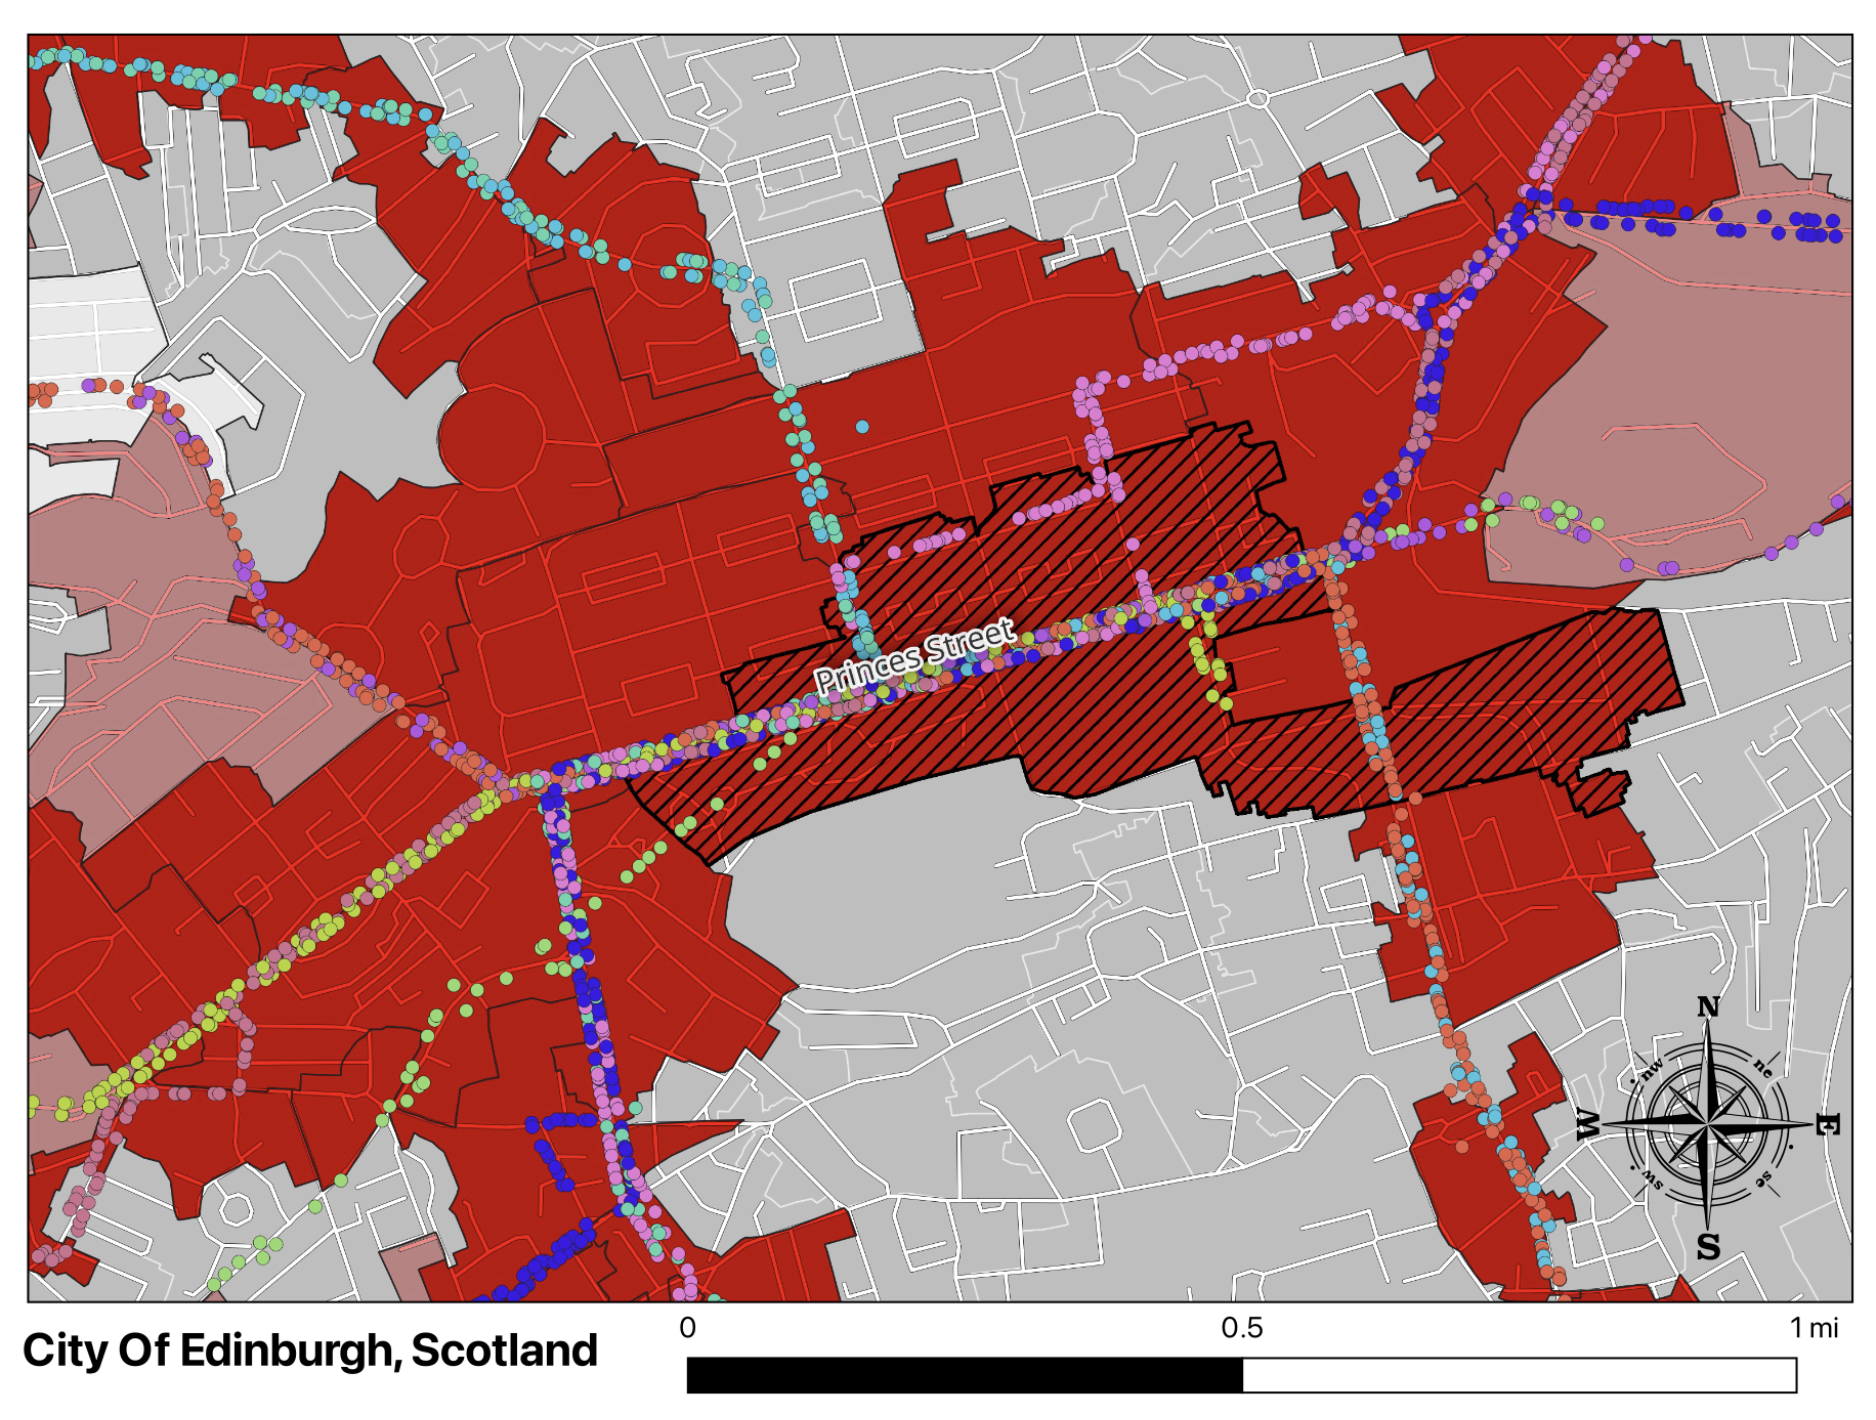 Princes Street
N
nw
ne
W
E
sw
se
S
City Of Edinburgh, Scotland
0
0.5
1 mi